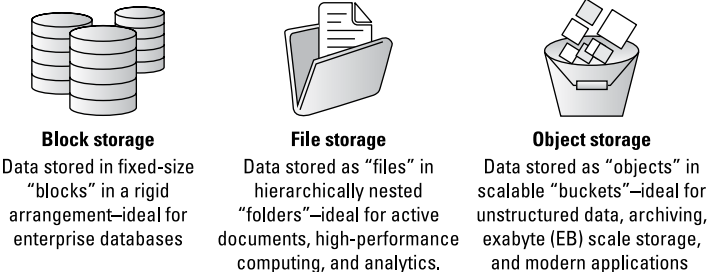 Block storage
Data stored in fixed-size
“blocks” in a rigid
arrangement–ideal for
enterprise databases
File storage
Data stored as “files” in
hierarchically nested
“folders”–ideal for active
documents, high-performance
computing, and analytics.
Object storage
Data stored as “objects” in
scalable “buckets”–ideal for
unstructured data, archiving,
exabyte (EB) scale storage,
and modern applications